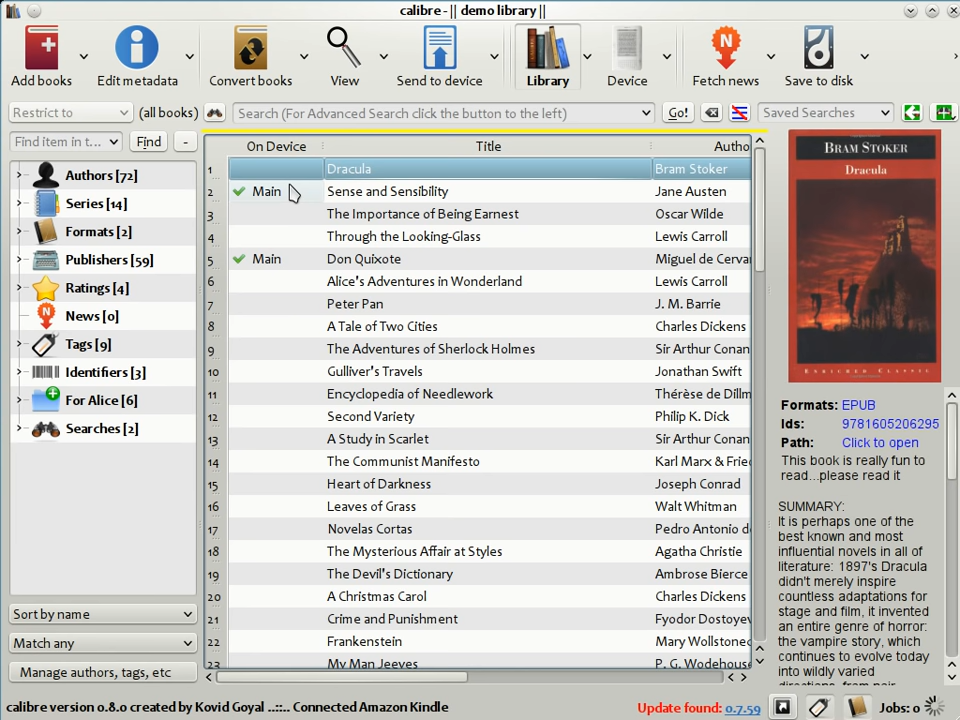 calibre - || demo library ||
Add books
Edit metadata
Convert books
View
Send to device
Library
Device
Fetch news
Save to disk
Restrict to
(all books)
Search (For Advanced Search click the button to the left)
Go!
Saved Searches
Find item in t...
Find
-
On Device
Title
Autho
Authors [72]
Series [14]
Formats [2]
Publishers [59]
Ratings [4]
News [0]
Tags [9]
Identifiers [3]
For Alice [6]
Searches [2]
1 Dracula Bram Stoker
2 Main Sense and Sensibility Jane Austen
3 The Importance of Being Earnest Oscar Wilde
4 Through the Looking-Glass Lewis Carroll
5 Main Don Quixote Miguel de Cervan
6 Alice's Adventures in Wonderland Lewis Carroll
7 Peter Pan J. M. Barrie
8 A Tale of Two Cities Charles Dickens
9 The Adventures of Sherlock Holmes Sir Arthur Conan
10 Gulliver's Travels Jonathan Swift
11 Encyclopedia of Needlework Thérèse de Dillm
12 Second Variety Philip K. Dick
13 A Study in Scarlet Sir Arthur Conan
14 The Communist Manifesto Karl Marx & Frie
15 Heart of Darkness Joseph Conrad
16 Leaves of Grass Walt Whitman
17 Novelas Cortas Pedro Antonio d
18 The Mysterious Affair at Styles Agatha Christie
19 The Devil's Dictionary Ambrose Bierce
20 A Christmas Carol Charles Dickens
21 Crime and Punishment Fyodor Dostoyev
22 Frankenstein Mary Wollstonec
23 My Man Jeeves P. G. Wodehouse
BRAM STOKER
Dracula
ENRICHED CLASSIC
Formats: EPUB
Ids: 9781605206295
Path: Click to open
This book is really fun to
read...please read it
SUMMARY:
It is perhaps one of the
best known and most
influential novels in all of
literature: 1897's Dracula
didn't merely inspire
countless adaptations for
stage and film, it invented
an entire genre of horror:
the vampire story, which
continues to evolve today
into wildly varied
directions, from pair
Sort by name
Match any
Manage authors, tags, etc
calibre version 0.8.0 created by Kovid Goyal ..::.. Connected Amazon Kindle
Update found: 0.7.59
Jobs: 0